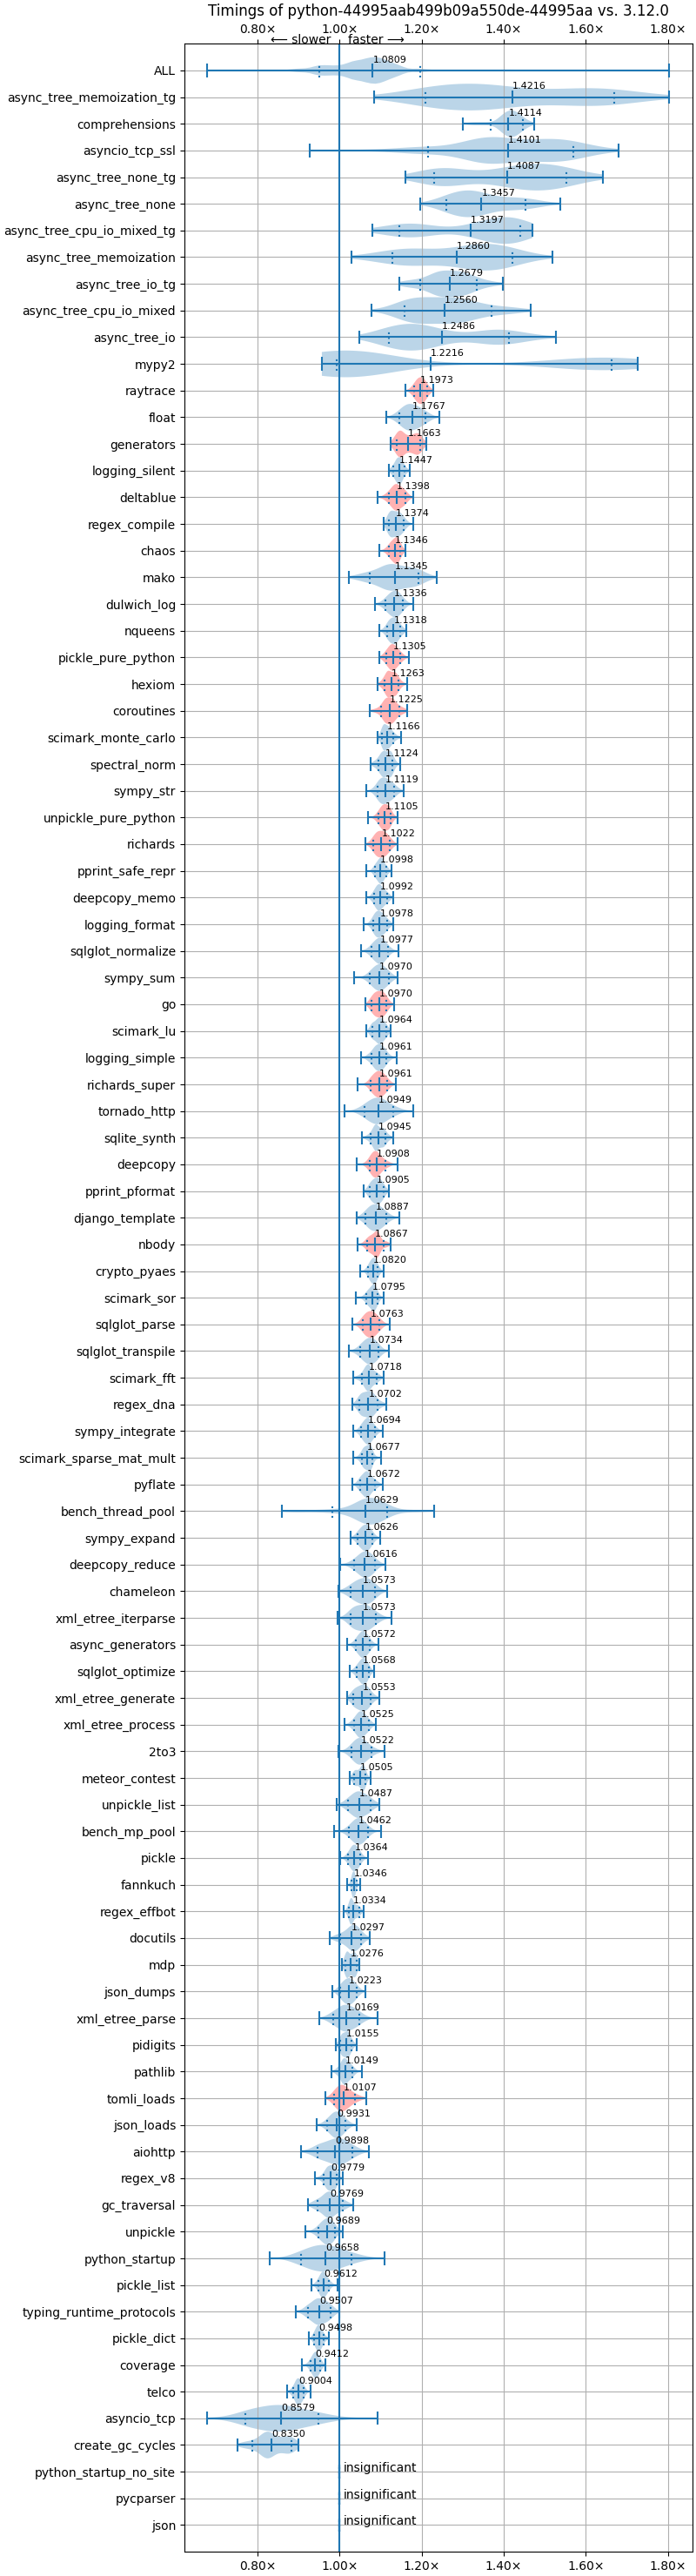 Timings of python-44995aab499b09a550de-44995aa vs. 3.12.0
0.80× 1.00× 1.20× 1.40× 1.60× 1.80×
⟵ slower faster ⟶
ALL 1.0809
async_tree_memoization_tg 1.4216
comprehensions 1.4114
asyncio_tcp_ssl 1.4101
async_tree_none_tg 1.4087
async_tree_none 1.3457
async_tree_cpu_io_mixed_tg 1.3197
async_tree_memoization 1.2860
async_tree_io_tg 1.2679
async_tree_cpu_io_mixed 1.2560
async_tree_io 1.2486
mypy2 1.2216
raytrace 1.1973
float 1.1767
generators 1.1663
logging_silent 1.1447
deltablue 1.1398
regex_compile 1.1374
chaos 1.1346
mako 1.1345
dulwich_log 1.1336
nqueens 1.1318
pickle_pure_python 1.1305
hexiom 1.1263
coroutines 1.1225
scimark_monte_carlo 1.1166
spectral_norm 1.1124
sympy_str 1.1119
unpickle_pure_python 1.1105
richards 1.1022
pprint_safe_repr 1.0998
deepcopy_memo 1.0992
logging_format 1.0978
sqlglot_normalize 1.0977
sympy_sum 1.0970
go 1.0970
scimark_lu 1.0964
logging_simple 1.0961
richards_super 1.0961
tornado_http 1.0949
sqlite_synth 1.0945
deepcopy 1.0908
pprint_pformat 1.0905
django_template 1.0887
nbody 1.0867
crypto_pyaes 1.0820
scimark_sor 1.0795
sqlglot_parse 1.0763
sqlglot_transpile 1.0734
scimark_fft 1.0718
regex_dna 1.0702
sympy_integrate 1.0694
scimark_sparse_mat_mult 1.0677
pyflate 1.0672
bench_thread_pool 1.0629
sympy_expand 1.0626
deepcopy_reduce 1.0616
chameleon 1.0573
xml_etree_iterparse 1.0573
async_generators 1.0572
sqlglot_optimize 1.0568
xml_etree_generate 1.0553
xml_etree_process 1.0525
2to3 1.0522
meteor_contest 1.0505
unpickle_list 1.0487
bench_mp_pool 1.0462
pickle 1.0364
fannkuch 1.0346
regex_effbot 1.0334
docutils 1.0297
mdp 1.0276
json_dumps 1.0223
xml_etree_parse 1.0169
pidigits 1.0155
pathlib 1.0149
tomli_loads 1.0107
json_loads 0.9931
aiohttp 0.9898
regex_v8 0.9779
gc_traversal 0.9769
unpickle 0.9689
python_startup 0.9658
pickle_list 0.9612
typing_runtime_protocols 0.9507
pickle_dict 0.9498
coverage 0.9412
telco 0.9004
asyncio_tcp 0.8579
create_gc_cycles 0.8350
python_startup_no_site insignificant
pycparser insignificant
json insignificant
0.80× 1.00× 1.20× 1.40× 1.60× 1.80×